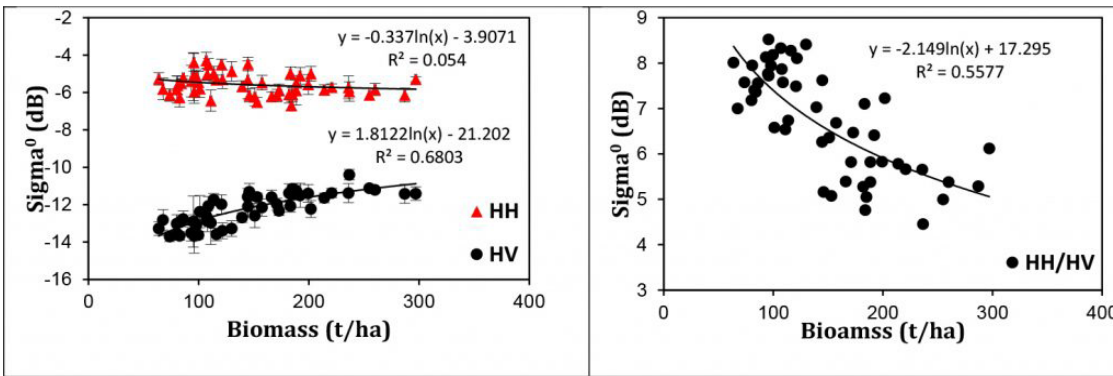 -2
-4
-6
-8
-10
-12
-14
-16
Sigma⁰ (dB)
y = -0.337ln(x) - 3.9071
R² = 0.054
y = 1.8122ln(x) - 21.202
R² = 0.6803
HH
HV
0 100 200 300 400
Biomass (t/ha)
9
8
7
6
5
4
3
Sigma⁰ (dB)
y = -2.149ln(x) + 17.295
R² = 0.5577
HH/HV
0 100 200 300 400
Bioamss (t/ha)